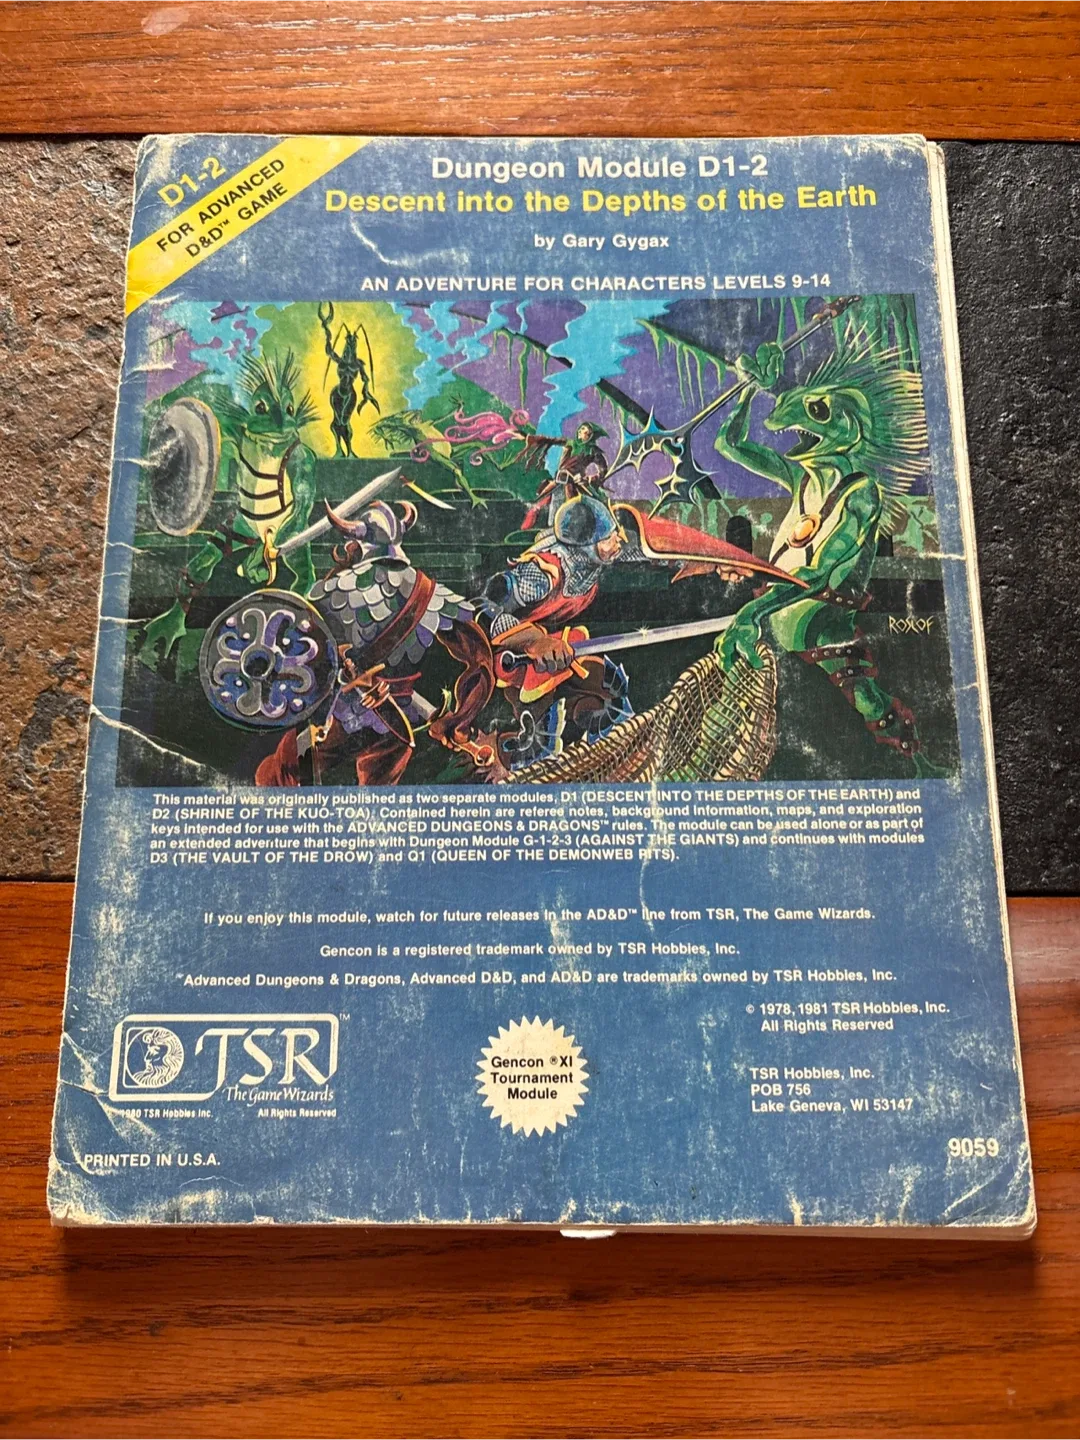 D1-2
FOR ADVANCED
D&D™ GAME
Dungeon Module D1-2
Descent into the Depths of the Earth
by Gary Gygax
AN ADVENTURE FOR CHARACTERS LEVELS 9-14
ROSLOF
This material was originally published as two separate modules, D1 (DESCENT INTO THE DEPTHS OF THE EARTH) and
D2 (SHRINE OF THE KUO-TOA). Contained herein are referee notes, background information, maps, and exploration
keys intended for use with the ADVANCED DUNGEONS & DRAGONS™ rules. The module can be used alone or as part of
an extended adventure that begins with Dungeon Module G-1-2-3 (AGAINST THE GIANTS) and continues with modules
D3 (THE VAULT OF THE DROW) and Q1 (QUEEN OF THE DEMONWEB PITS).
If you enjoy this module, watch for future releases in the AD&D™ line from TSR, The Game Wizards.
Gencon is a registered trademark owned by TSR Hobbies, Inc.
™Advanced Dungeons & Dragons, Advanced D&D, and AD&D are trademarks owned by TSR Hobbies, Inc.
© 1978, 1981 TSR Hobbies, Inc.
All Rights Reserved
TSR™
The Game Wizards
1980 TSR Hobbies Inc. All Rights Reserved
Gencon ® XI
Tournament
Module
TSR Hobbies, Inc.
POB 756
Lake Geneva, WI 53147
PRINTED IN U.S.A.
9059